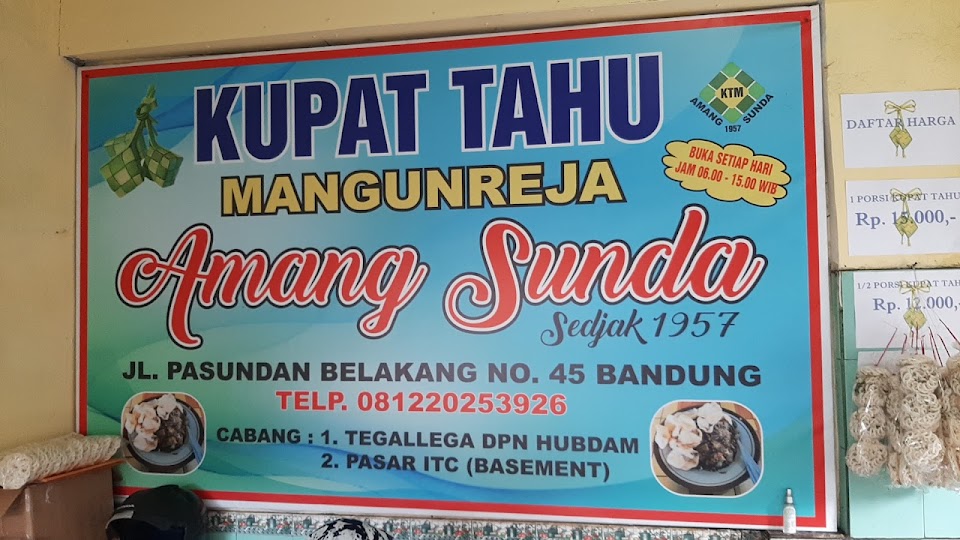 KUPAT TAHU
KTM
AMANG SUNDA
1957
BUKA SETIAP HARI
JAM 06.00 - 15.00 WIB
MANGUNREJA
Amang Sunda
Sedjak 1957
JL. PASUNDAN BELAKANG NO. 45 BANDUNG
TELP. 081220253926
CABANG : 1. TEGALLEGA DPN HUBDAM
2. PASAR ITC (BASEMENT)
DAFTAR HARGA
1 PORSI KUPAT TAHU
Rp. 15.000,-
1/2 PORSI KUPAT TAH
Rp. 12.000,-